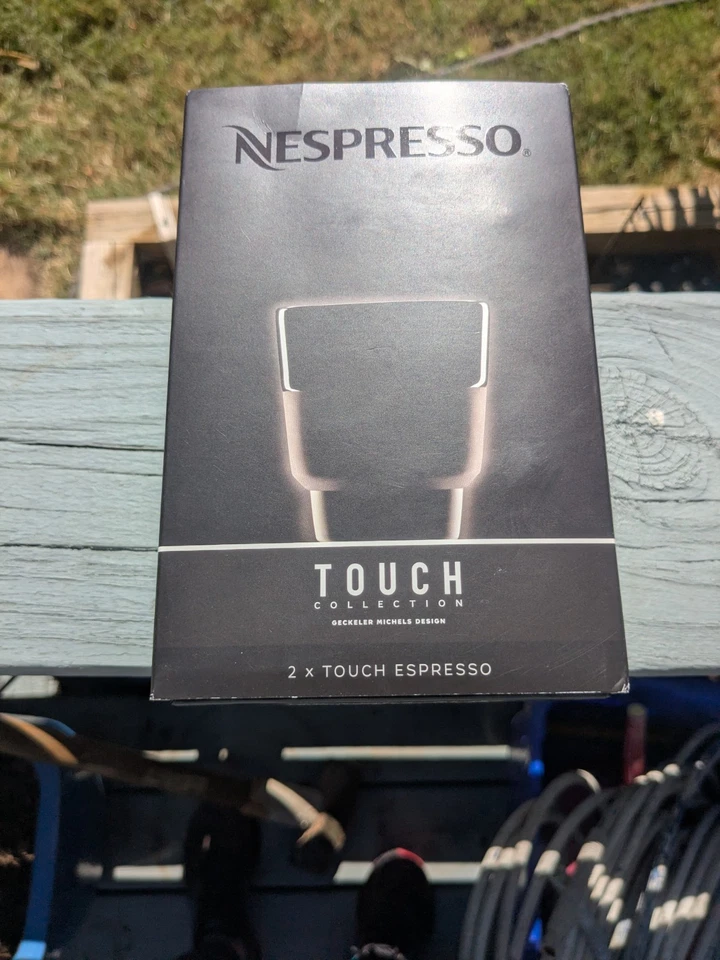 NESPRESSO®
TOUCH
COLLECTION
GECKELER MICHELS DESIGN
2 x TOUCH ESPRESSO